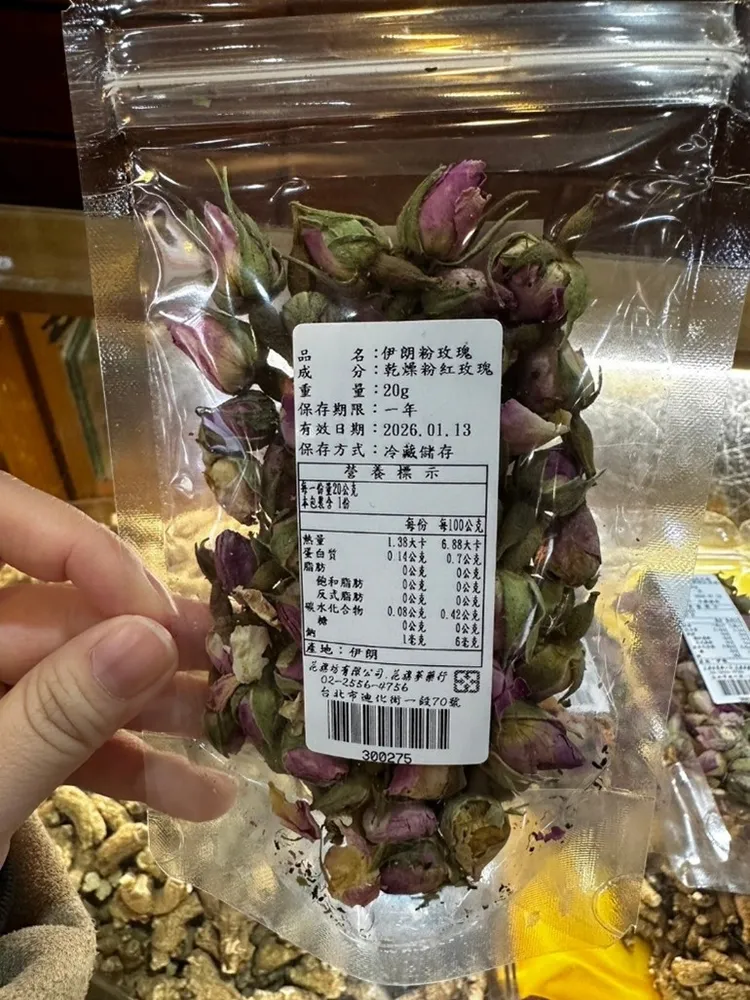 品名：伊朗粉玫瑰
成分：乾燥粉紅玫瑰
重量：20g
保存期限：一年
有效日期：2026.01.13
保存方式：冷藏儲存
營養標示
每一份量20公克
本包裝含 1份
每份 每100公克
熱量 1.38大卡 6.88大卡
蛋白質 0.14公克 0.7公克
脂肪 0公克 0公克
飽和脂肪 0公克 0公克
反式脂肪 0公克 0公克
碳水化合物 0.08公克 0.42公克
糖 0公克 0公克
鈉 1毫克 6毫克
產地：伊朗
02-2556-4756
台北市迪化街一段70號
300275